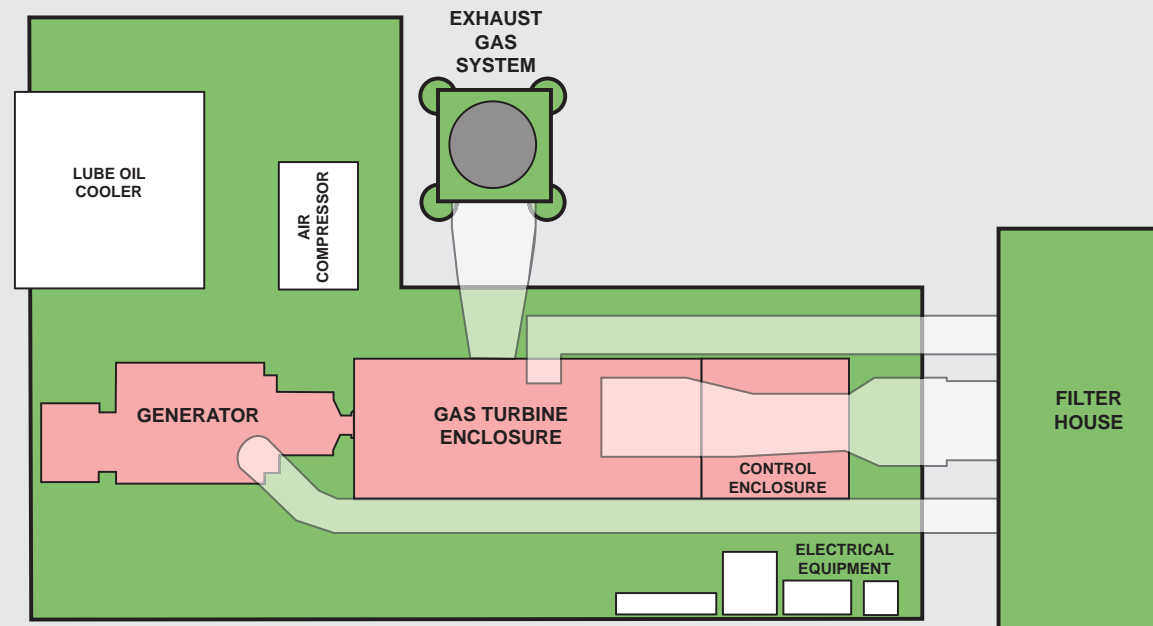 EXHAUST
GAS
SYSTEM
LUBE OIL
COOLER
AIR
COMPRESSOR
GENERATOR
GAS TURBINE
ENCLOSURE
CONTROL
ENCLOSURE
FILTER
HOUSE
ELECTRICAL
EQUIPMENT